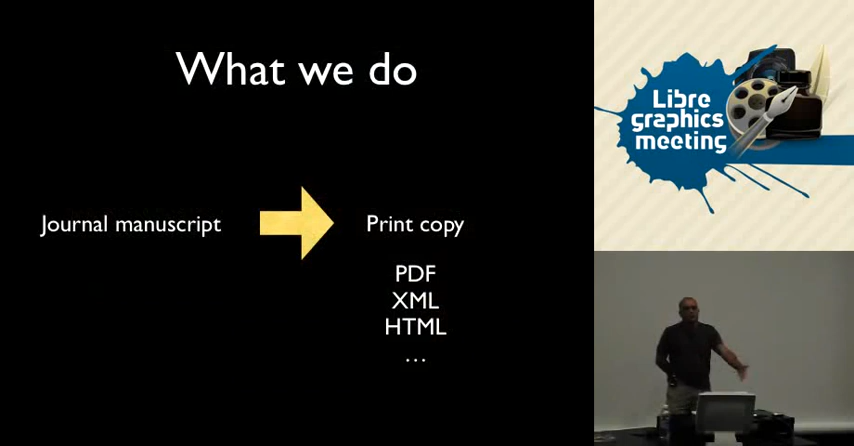 What we do
Journal manuscript
Print copy
PDF
XML
HTML
...
Libre
graphics
meeting